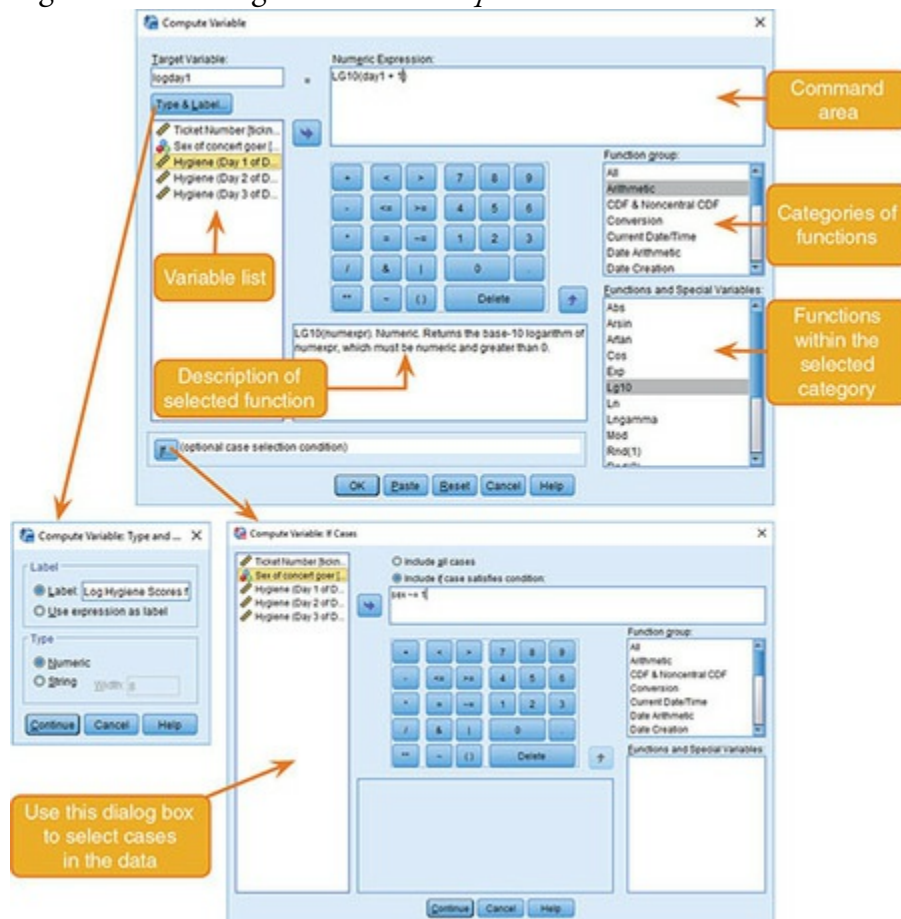 Compute Variable
Target Variable:
logday1
=
Numeric Expression:
LG10(day1 + 1)
Type & Label...
Ticket Number [tickn...
Sex of concert goer [...
Hygiene (Day 1 of D...
Hygiene (Day 2 of D...
Hygiene (Day 3 of D...
Variable list
Command
area
+ < > 7 8 9
- <= >= 4 5 6
* = ~= 1 2 3
/ & | 0 .
** ~ ( ) Delete
Function group:
All
Arithmetic
CDF & Noncentral CDF
Conversion
Current Date/Time
Date Arithmetic
Date Creation
Categories of
functions
Functions and Special Variables:
Abs
Arsin
Artan
Cos
Exp
Lg10
Ln
Lngamma
Mod
Rnd(1)
Functions
within the
selected
category
LG10(numexpr). Numeric. Returns the base-10 logarithm of
numexpr, which must be numeric and greater than 0.
Description of
selected function
(optional case selection condition)
OK Paste Reset Cancel Help
Compute Variable: Type and ...
Label
Label: Log Hygiene Scores f
Use expression as label
Type
Numeric
String Width: 8
Continue Cancel Help
Compute Variable: If Cases
Ticket Number [tickn...
Sex of concert goer [...
Hygiene (Day 1 of D...
Hygiene (Day 2 of D...
Hygiene (Day 3 of D...
Include all cases
Include if case satisfies condition:
sex ~= 1
+ < > 7 8 9
- <= >= 4 5 6
* = ~= 1 2 3
/ & | 0 .
** ~ ( ) Delete
Function group:
All
Arithmetic
CDF & Noncentral CDF
Conversion
Current Date/Time
Date Arithmetic
Date Creation
Functions and Special Variables:
Use this dialog box
to select cases
in the data
Continue Cancel Help